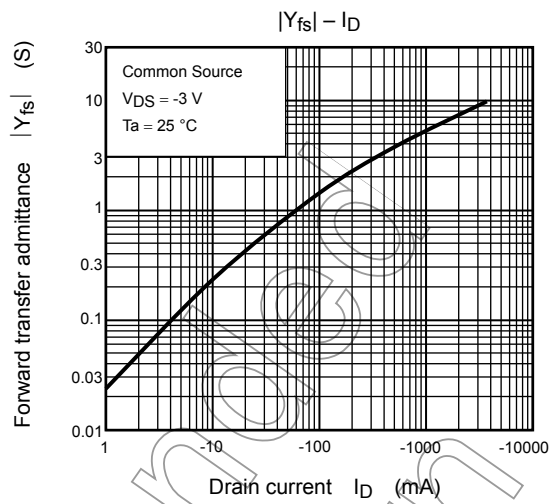 |Yfs| – ID
Common Source
VDS = -3 V
Ta = 25 °C
Forward transfer admittance |Yfs| (S)
30
10
3
1
0.3
0.1
0.03
0.01
1 -10 -100 -1000 -10000
Drain current ID (mA)